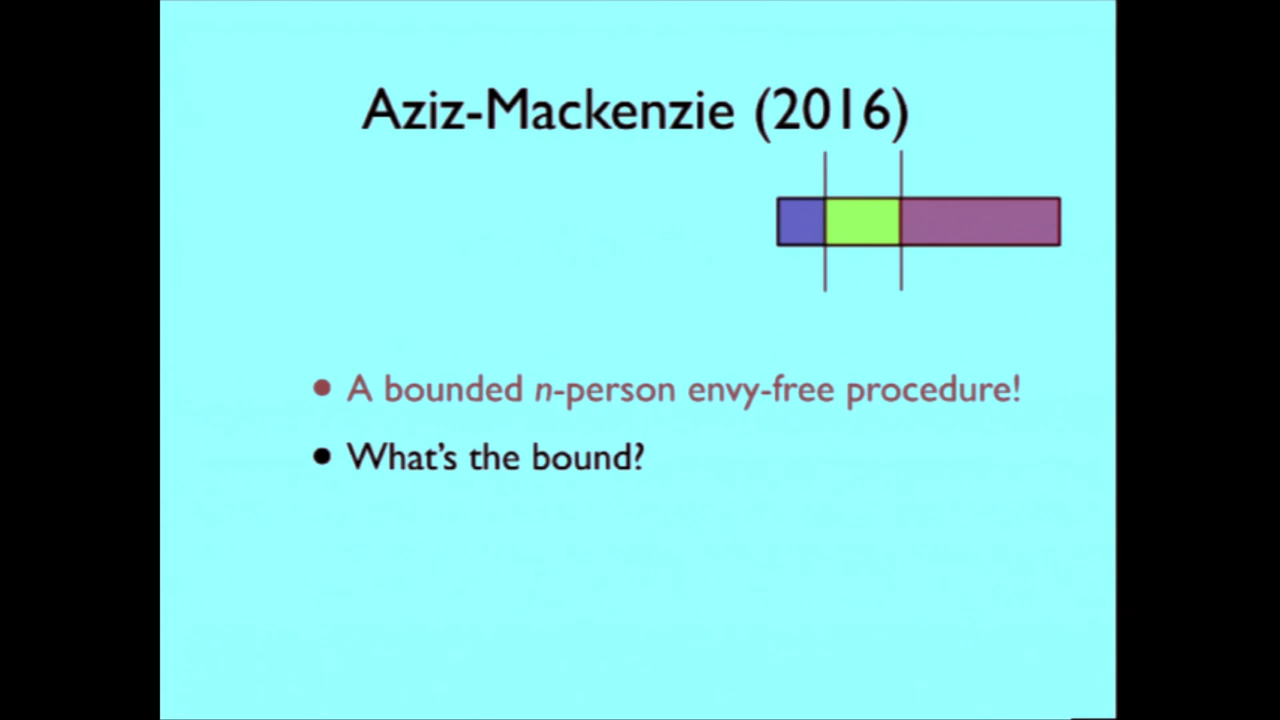 Aziz-Mackenzie (2016)
• A bounded n-person envy-free procedure!
• What's the bound?